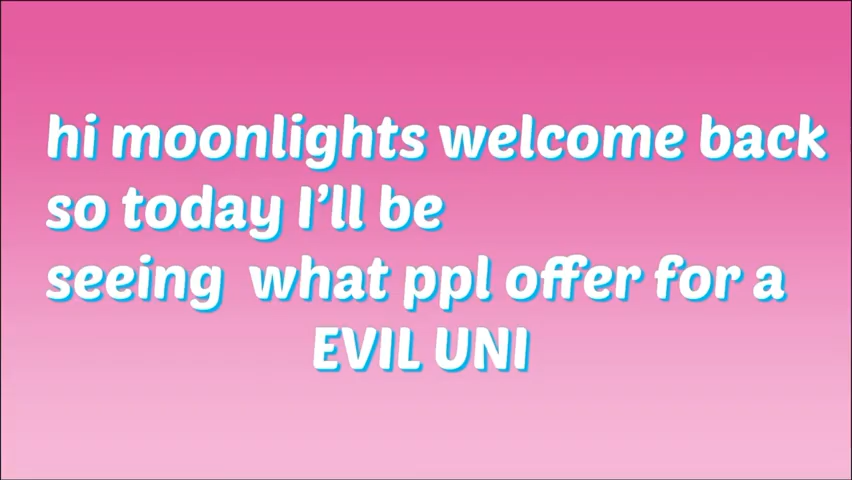 hi moonlights welcome back
so today I’ll be
seeing  what ppl offer for a
EVIL UNI